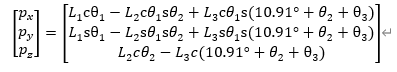 [pₓ] = [L₁cθ₁ − L₂cθ₁sθ₂ + L₃cθ₁s(10.91° + θ₂ + θ₃)]
[p_y] = [L₁sθ₁ − L₂sθ₁sθ₂ + L₃sθ₁s(10.91° + θ₂ + θ₃)]↵
[p_z] = [L₂cθ₂ − L₃c(10.91° + θ₂ + θ₃)]